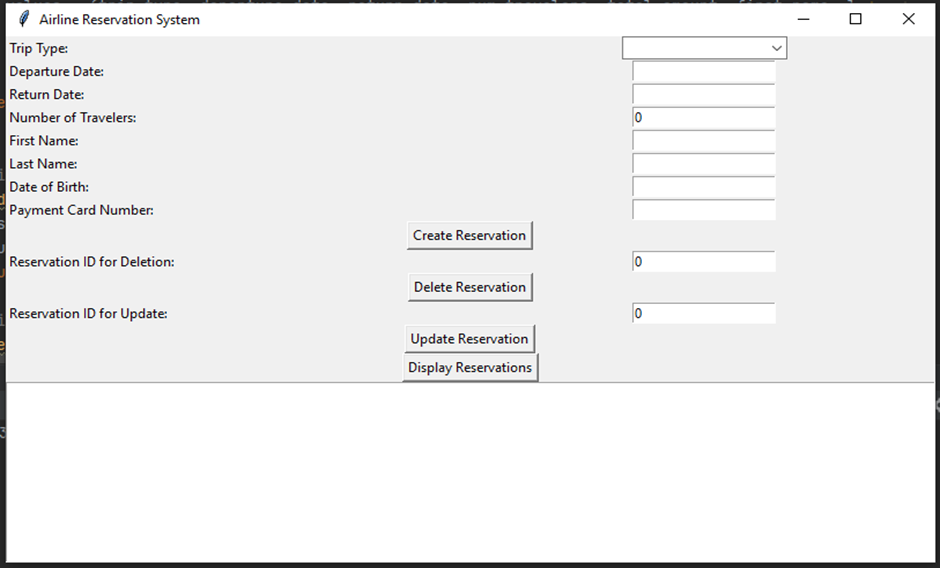 Airline Reservation System
Trip Type:
Departure Date:
Return Date:
Number of Travelers: 0
First Name:
Last Name:
Date of Birth:
Payment Card Number:
Create Reservation
Reservation ID for Deletion: 0
Delete Reservation
Reservation ID for Update: 0
Update Reservation
Display Reservations